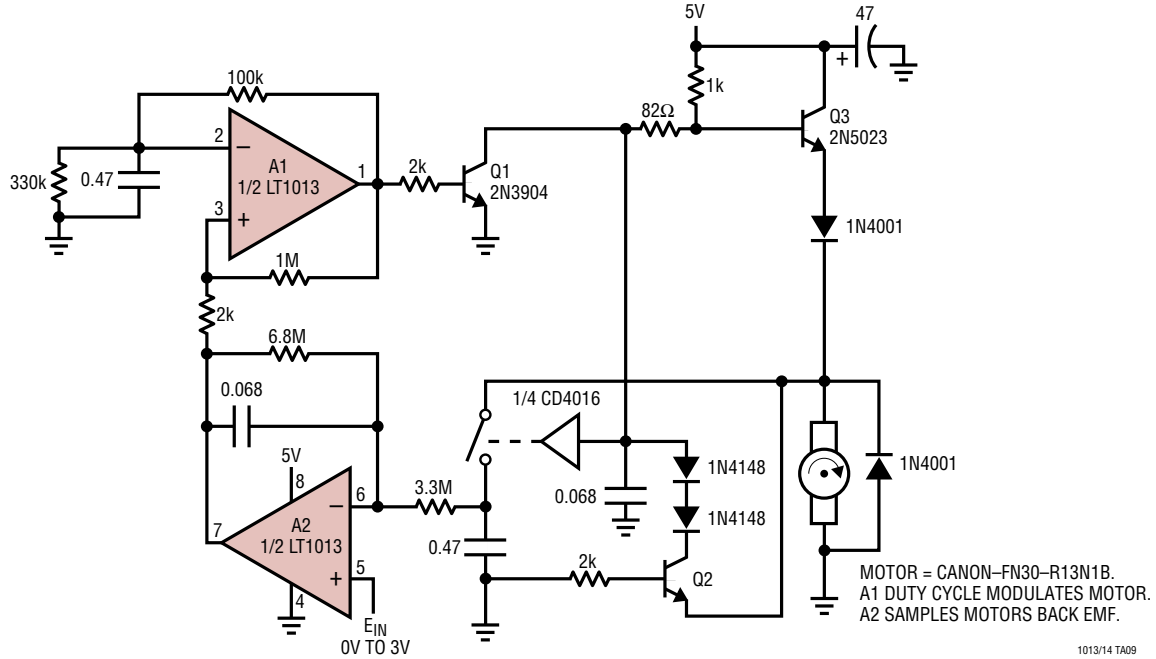 5V
47
+
100k
1k
82Ω
Q3
2N5023
2
−
A1
1/2 LT1013
1
2k
Q1
2N3904
330k
0.47
3
+
1N4001
1M
2k
6.8M
0.068
1/4 CD4016
5V
8
1N4148
1N4001
6
−
3.3M
0.068
A2
1/2 LT1013
7
1N4148
0.47
5
+
2k
Q2
4
EIN
0V TO 3V
MOTOR = CANON–FN30–R13N1B.
A1 DUTY CYCLE MODULATES MOTOR.
A2 SAMPLES MOTORS BACK EMF.
1013/14 TA09